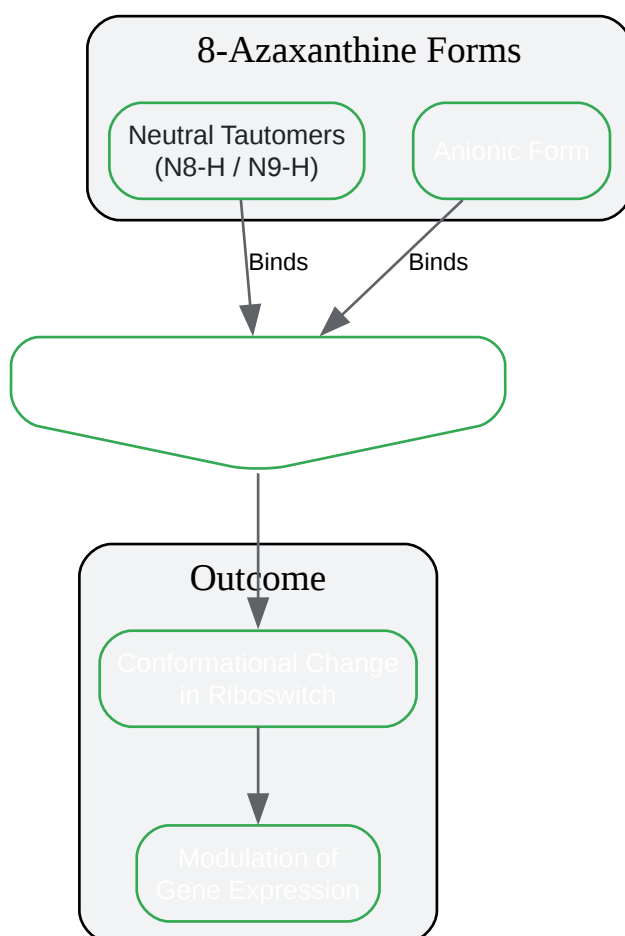 8-Azaxanthine Forms
Neutral Tautomers
(N8-H / N9-H)
Anionic Form
Binds
Binds
Outcome
Conformational Change
in Riboswitch
Modulation of
Gene Expression